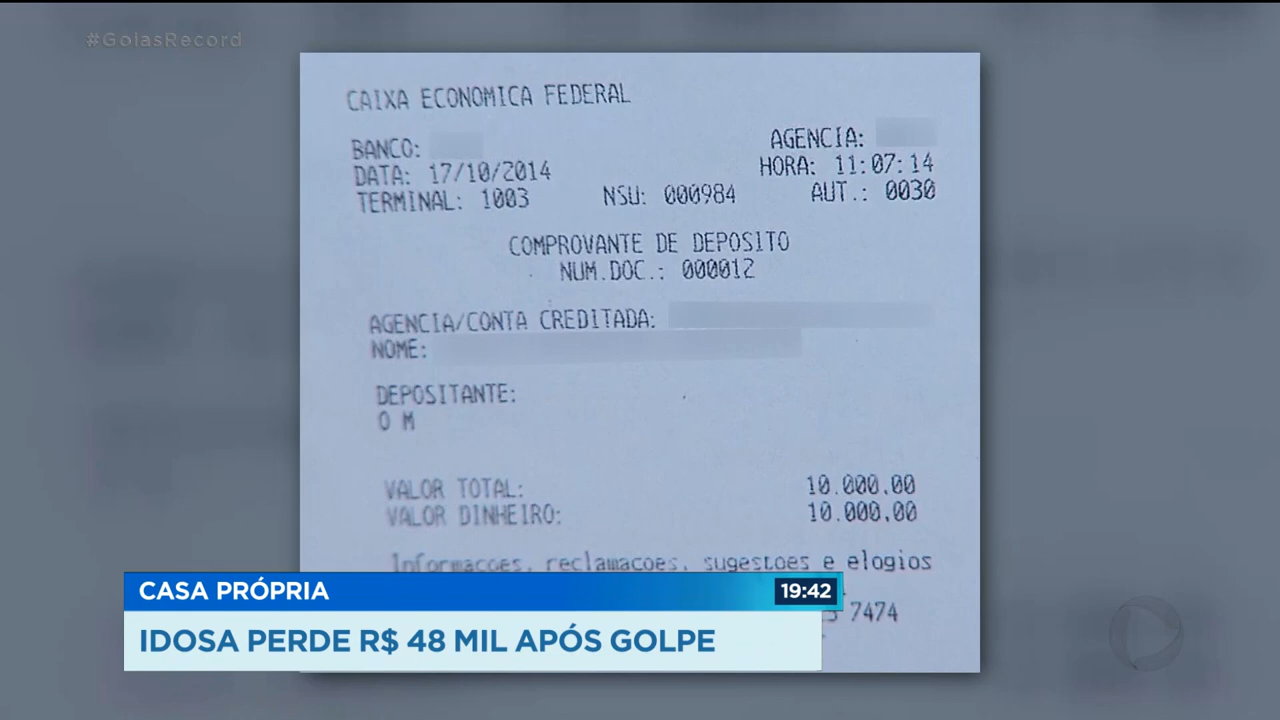 #GoiasRecord
CAIXA ECONOMICA FEDERAL
BANCO:
AGENCIA:
DATA: 17/10/2014
HORA: 11:07:14
TERMINAL: 1003 NSU: 000984 AUT.: 0030
COMPROVANTE DE DEPOSITO
NUM.DOC.: 000012
AGENCIA/CONTA CREDITADA:
NOME:
DEPOSITANTE:
O M
VALOR TOTAL: 10.000,00
VALOR DINHEIRO: 10.000,00
Informacoes, reclamacoes, sugestoes e elogios
7474
CASA PRÓPRIA
19:42
IDOSA PERDE R$ 48 MIL APÓS GOLPE